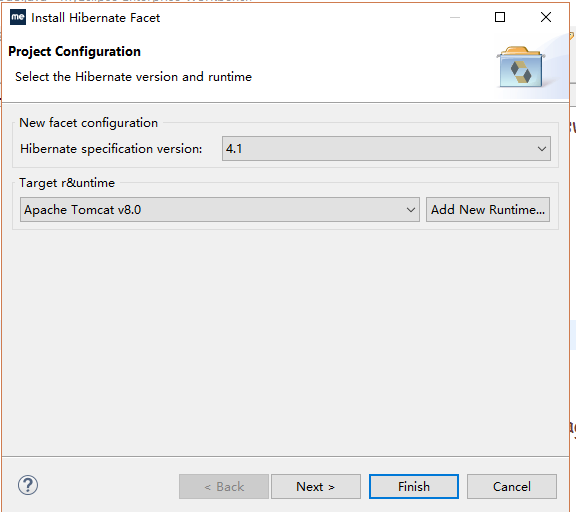 me Install Hibernate Facet
Project Configuration
Select the Hibernate version and runtime
New facet configuration
Hibernate specification version: 4.1
Target r&untime
Apache Tomcat v8.0 Add New Runtime...
? < Back Next > Finish Cancel